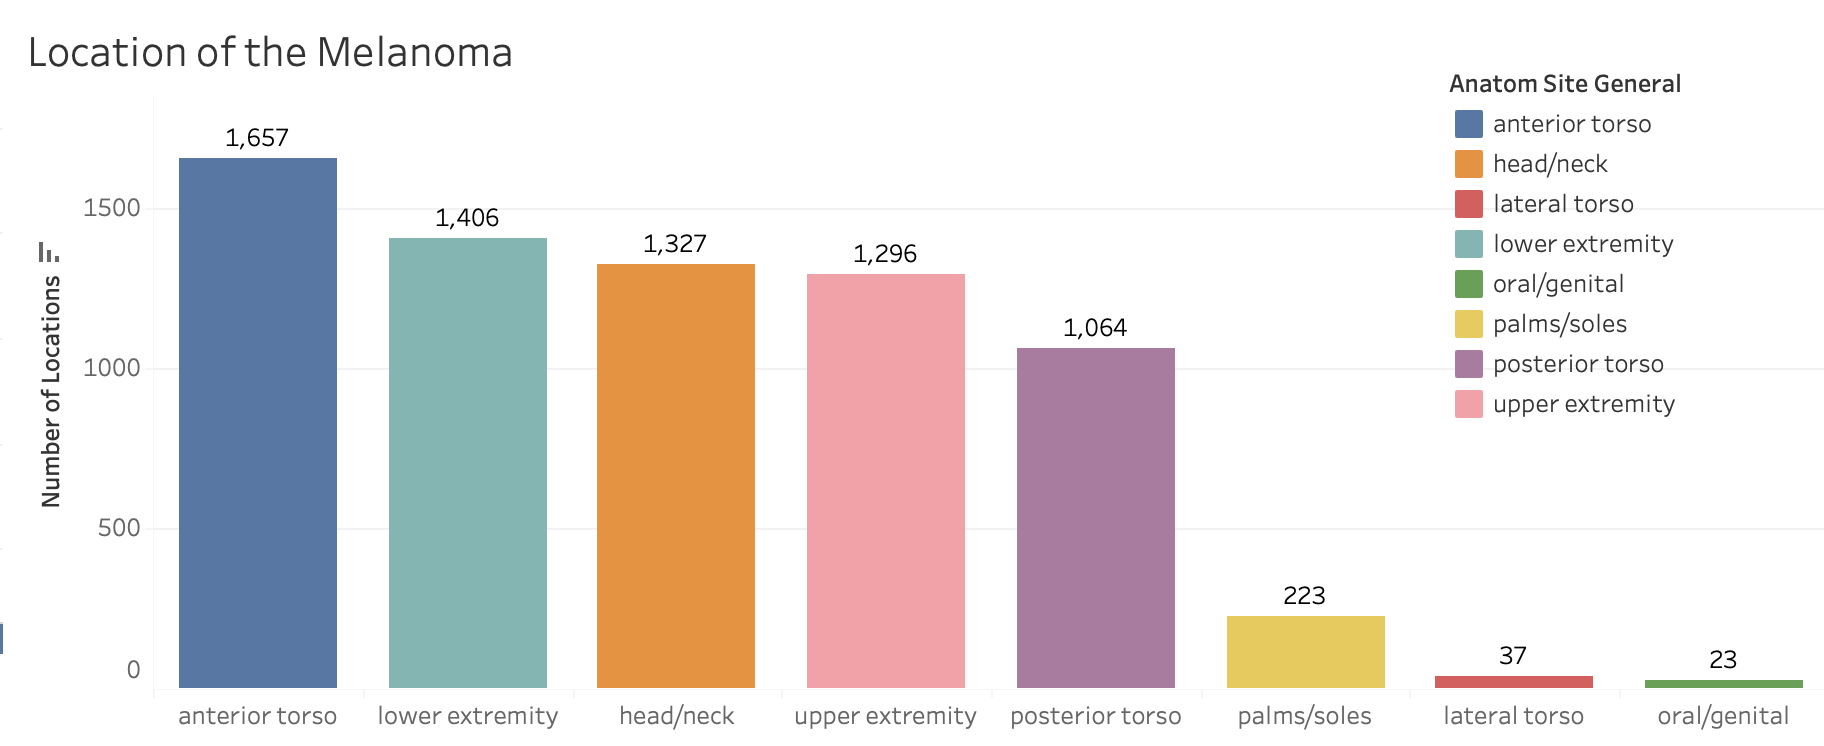 Location of the Melanoma
Anatom Site General
anterior torso
head/neck
lateral torso
lower extremity
oral/genital
palms/soles
posterior torso
upper extremity
Number of Locations
1500
1000
500
0
1,657
1,406
1,327
1,296
1,064
223
37
23
anterior torso
lower extremity
head/neck
upper extremity
posterior torso
palms/soles
lateral torso
oral/genital